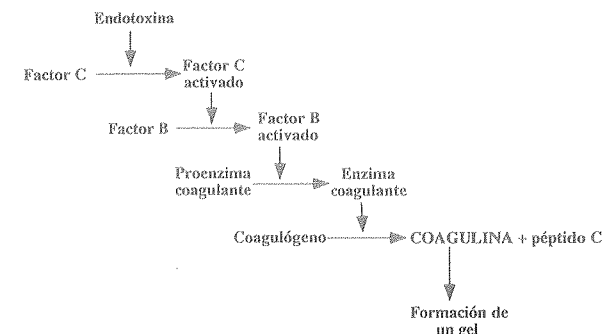 Endotoxina
Factor C
Factor C
activado
Factor B
Factor B
activado
Proenzima
coagulante
Enzima
coagulante
Coagulógeno
COAGULINA + péptido C
Formación de
un gel